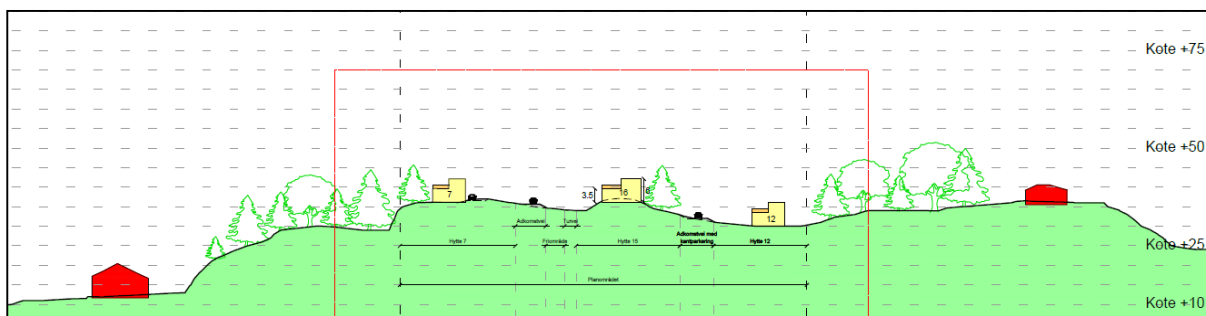 Kote +75
Kote +50
7
3.5
16
6
12
Adkomstvei
Turvei
Hytte 7
Friområde
Hytte 15
Adkomstvei med
kantparkering
Hytte 12
Kote +25
Planområdet
Kote +10